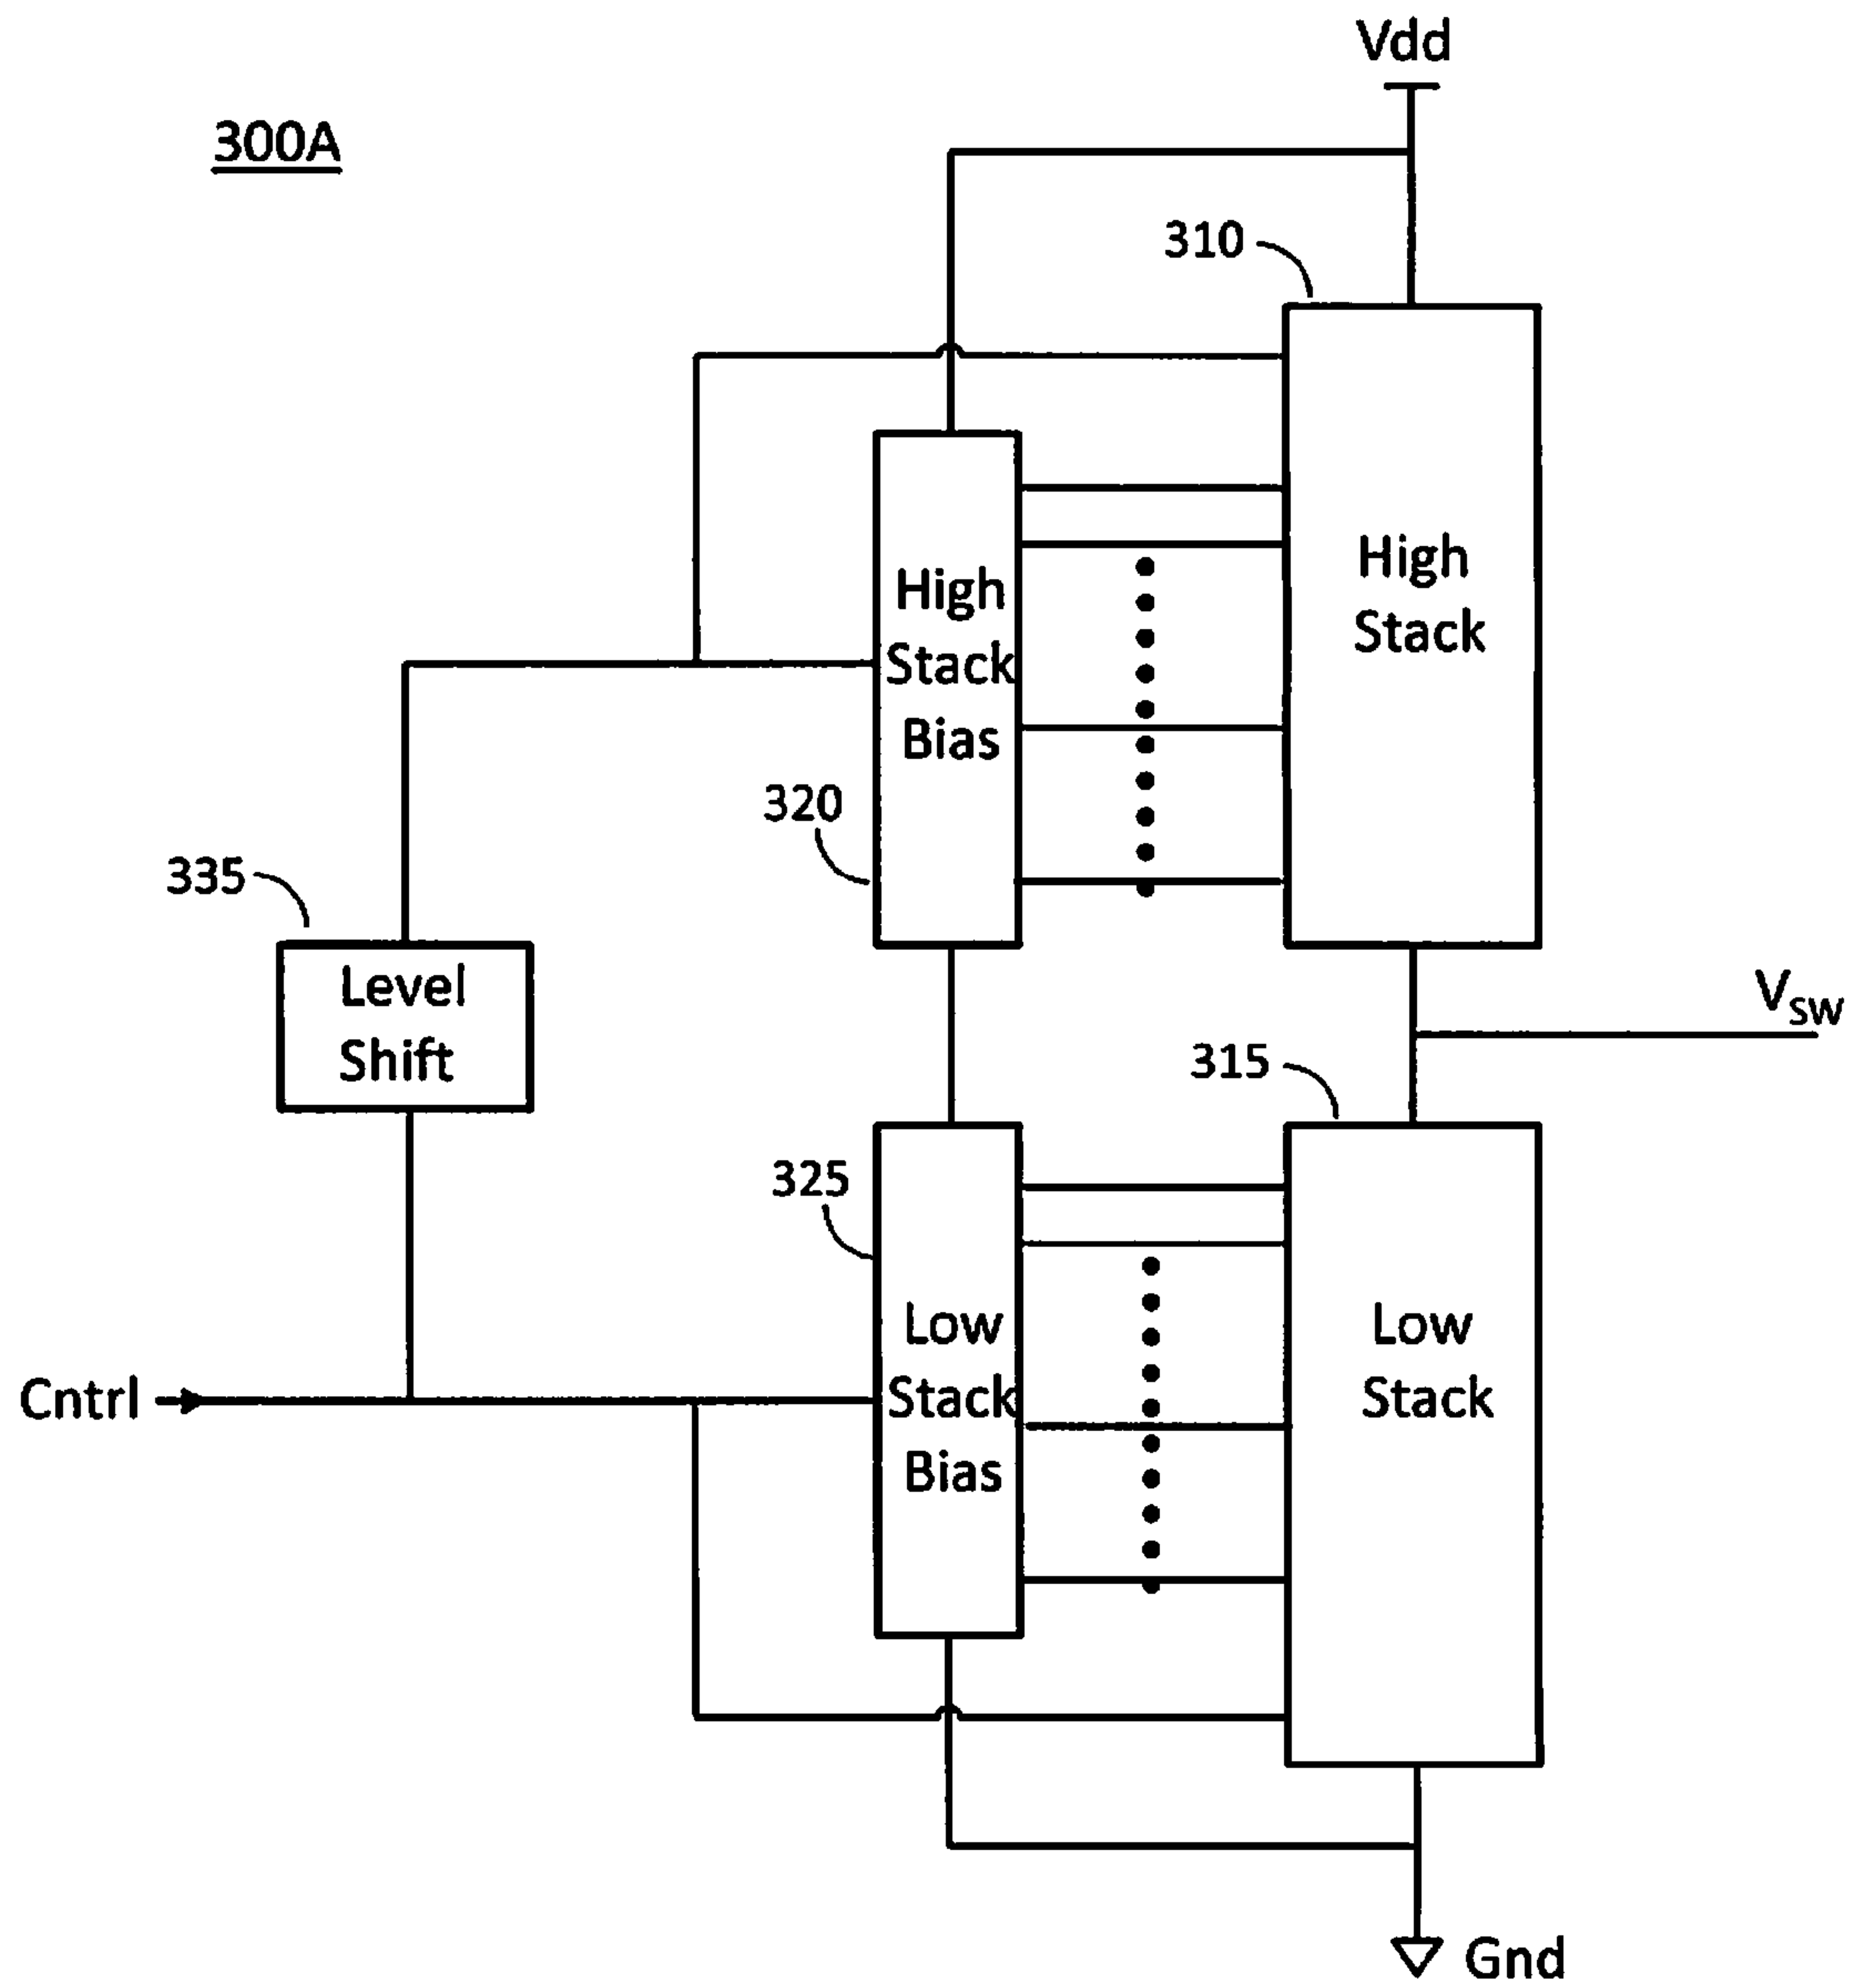 Vdd
300A
310
High
Stack
High
Stack
Bias
320
335
Level
Shift
V_SW
315
325
Low
Stack
Bias
Low
Stack
Cntrl
Gnd